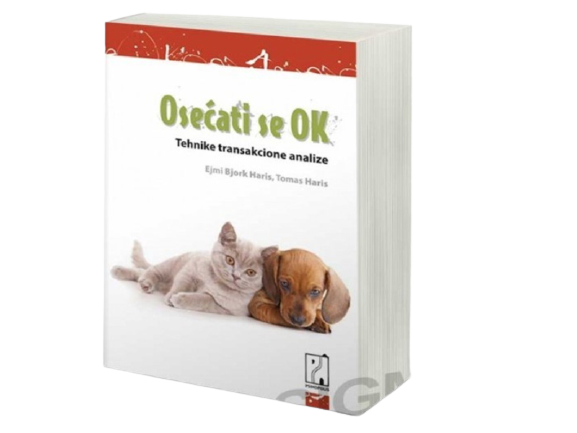 Osećati se OK
Tehnike transakcione analize
Ejmi Bjork Haris, Tomas Haris